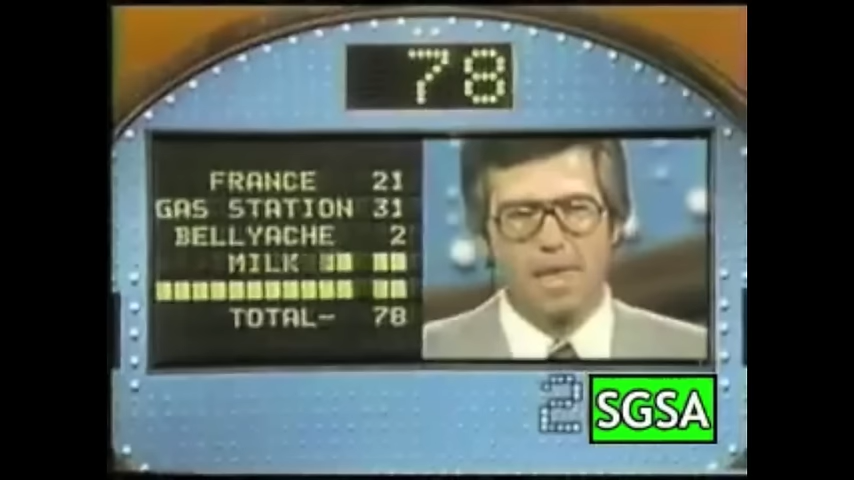 78
FRANCE 21
GAS STATION 31
BELLYACHE 2
MILK
TOTAL- 78
2
SGSA